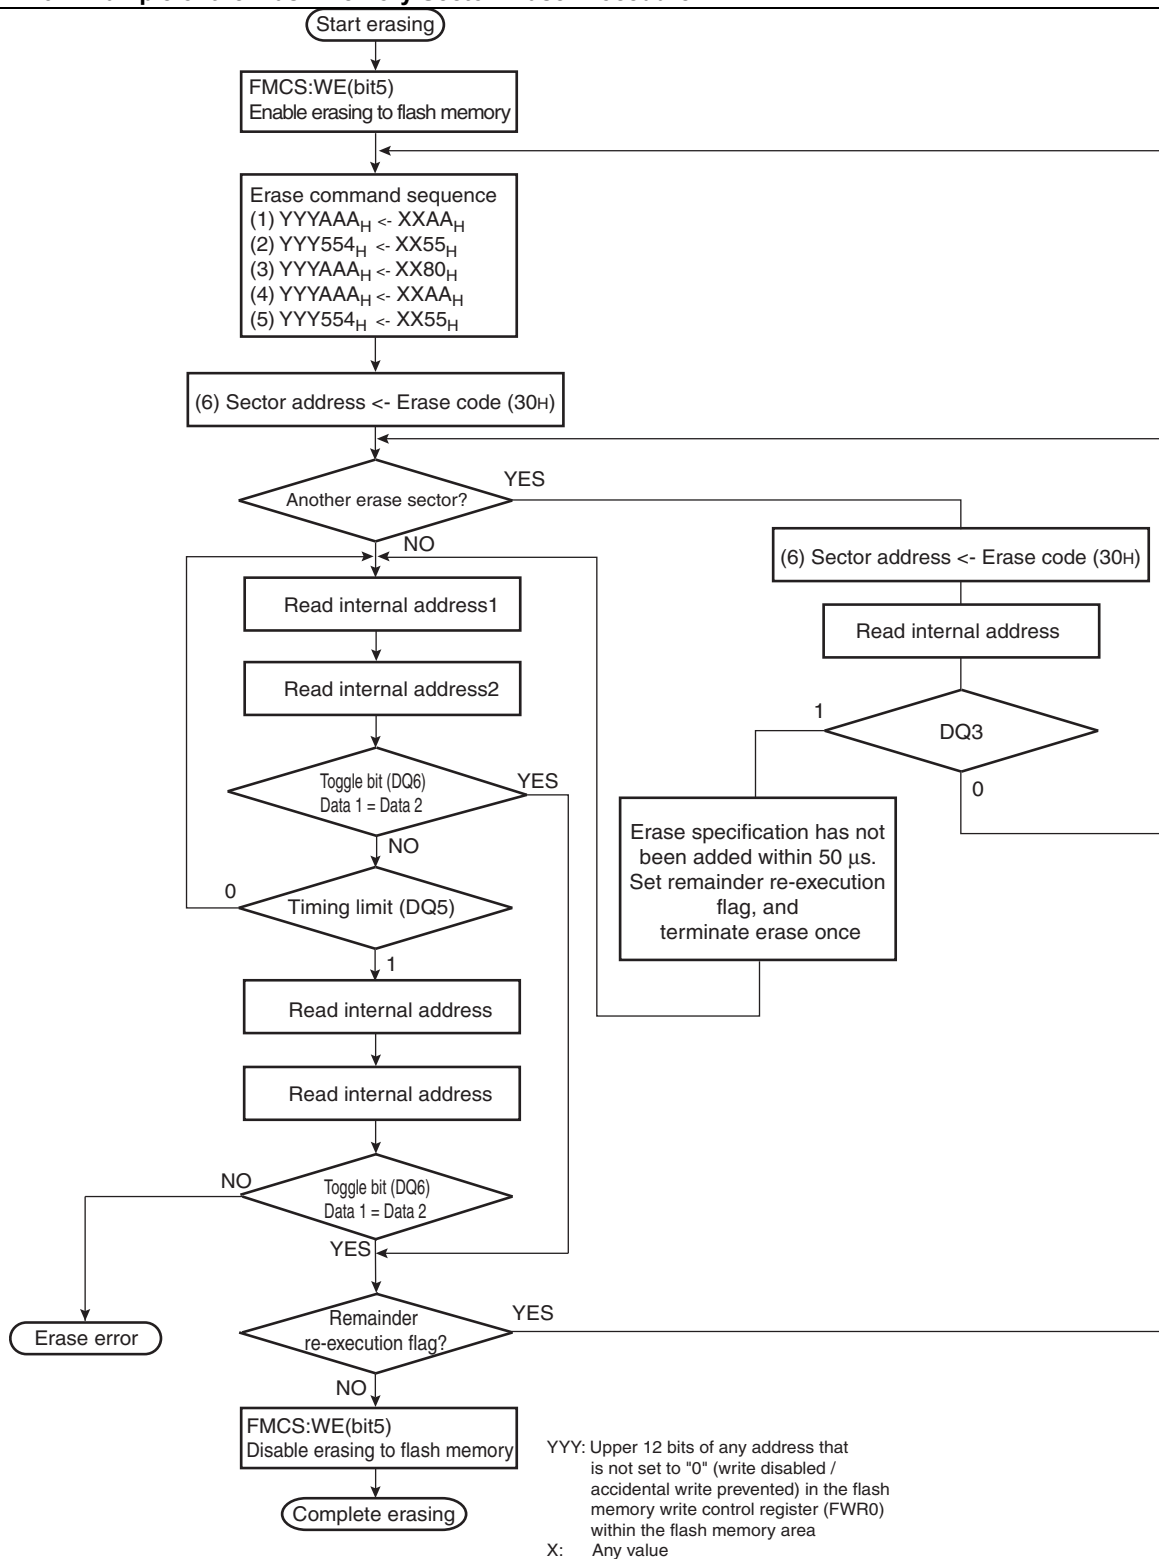 Start erasing
FMCS:WE(bit5)
Enable erasing to flash memory
Erase command sequence
(1) YYYAAAH <- XXAAH
(2) YYY554H <- XX55H
(3) YYYAAAH <- XX80H
(4) YYYAAAH <- XXAAH
(5) YYY554H <- XX55H
(6) Sector address <- Erase code (30H)
Another erase sector?
YES
NO
(6) Sector address <- Erase code (30H)
Read internal address
DQ3
1
0
Erase specification has not
been added within 50 µs.
Set remainder re-execution
flag, and
terminate erase once
Read internal address1
Read internal address2
Toggle bit (DQ6)
Data 1 = Data 2
YES
NO
Timing limit (DQ5)
0
1
Read internal address
Read internal address
Toggle bit (DQ6)
Data 1 = Data 2
NO
YES
Erase error
Remainder
re-execution flag?
YES
NO
FMCS:WE(bit5)
Disable erasing to flash memory
Complete erasing
YYY: Upper 12 bits of any address that
is not set to "0" (write disabled /
accidental write prevented) in the flash
memory write control register (FWR0)
within the flash memory area
X: Any value